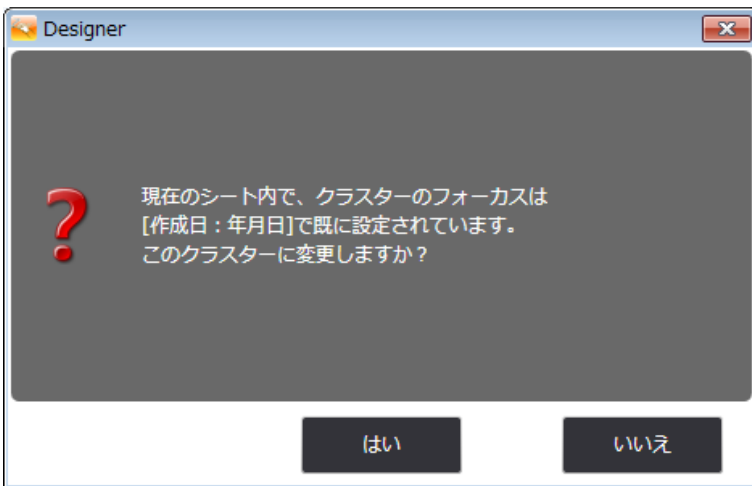 Designer
現在のシート内で、クラスターのフォーカスは
[作成日：年月日]で既に設定されています。
このクラスターに変更しますか？
はい
いいえ